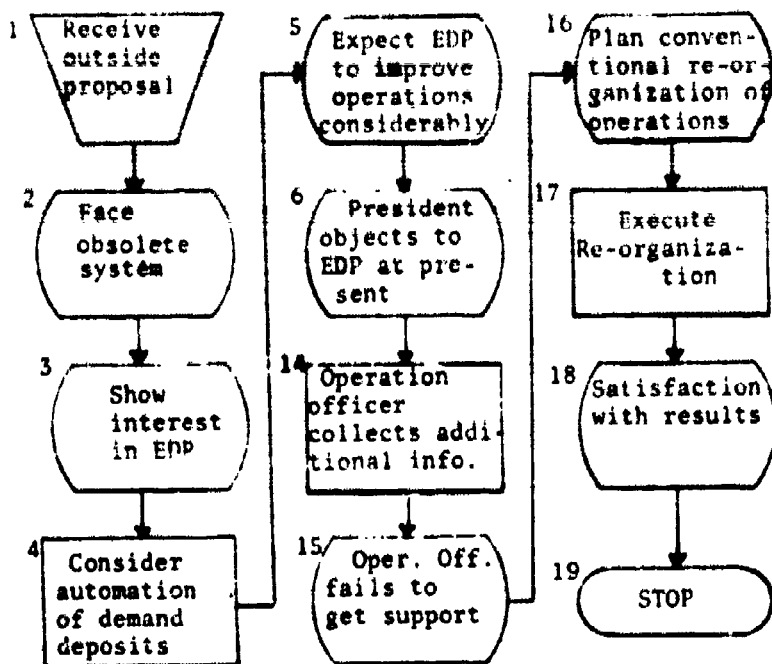 1
Receive
outside
proposal
2
Face
obsolete
system
3
Show
interest
in EDP
4
Consider
automation
of demand
deposits
5
Expect EDP
to improve
operations
considerably
6
President
objects to
EDP at pre-
sent
14
Operation
officer
collects addi-
tional info.
15
Oper. Off.
fails to
get support
16
Plan conven-
tional re-or-
ganization of
operations
17
Execute
Re-organiza-
tion
18
Satisfaction
with results
19
STOP